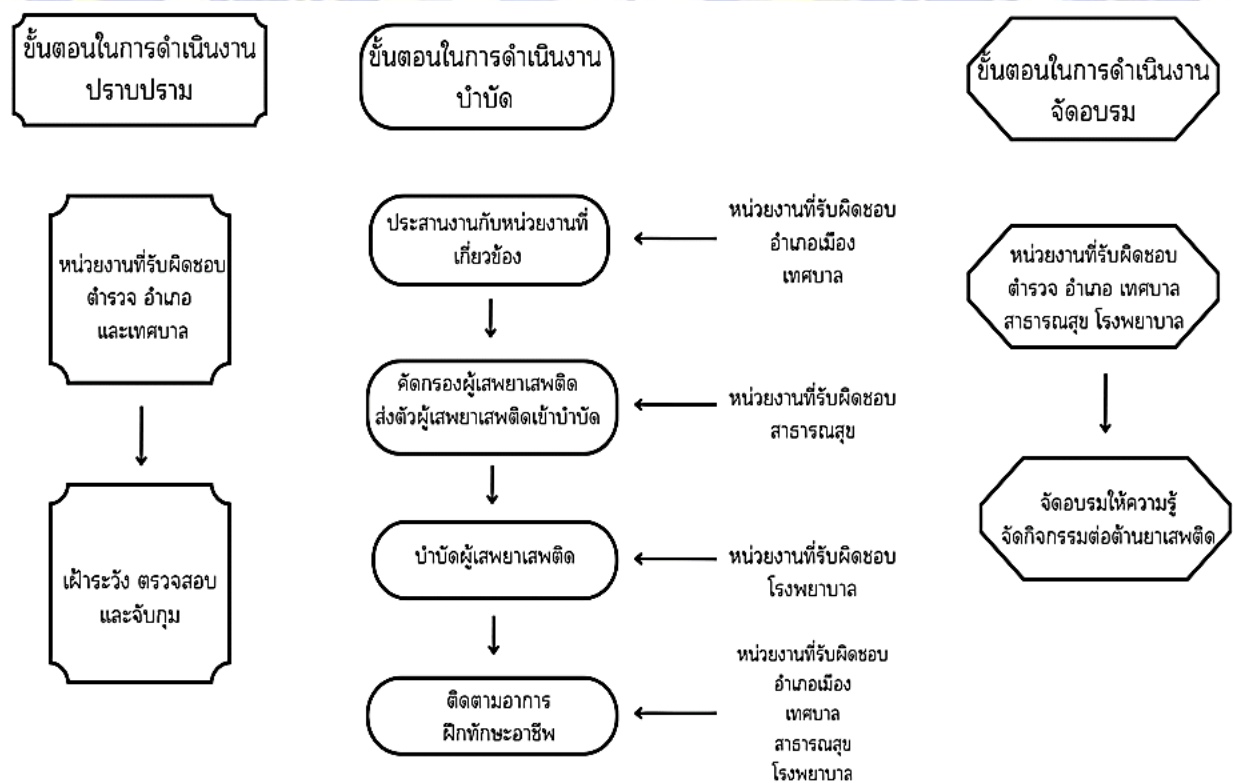 ขั้นตอนในการดำเนินงาน
ปราบปราม
หน่วยงานที่รับผิดชอบ
ตำรวจ อำเภอ
และเทศบาล
เฝ้าระวัง ตรวจสอบ
และจับกุม
ขั้นตอนในการดำเนินงาน
บำบัด
ประสานงานกับหน่วยงานที่
เกี่ยวข้อง
หน่วยงานที่รับผิดชอบ
อำเภอเมือง
เทศบาล
คัดกรองผู้เสพยาเสพติด
ส่งตัวผู้เสพยาเสพติดเข้าบำบัด
หน่วยงานที่รับผิดชอบ
สาธารณสุข
บำบัดผู้เสพยาเสพติด
หน่วยงานที่รับผิดชอบ
โรงพยาบาล
ติดตามอาการ
ฝึกทักษะอาชีพ
หน่วยงานที่รับผิดชอบ
อำเภอเมือง
เทศบาล
สาธารณสุข
โรงพยาบาล
ขั้นตอนในการดำเนินงาน
จัดอบรม
หน่วยงานที่รับผิดชอบ
ตำรวจ อำเภอ เทศบาล
สาธารณสุข โรงพยาบาล
จัดอบรมให้ความรู้
จัดกิจกรรมต่อต้านยาเสพติด